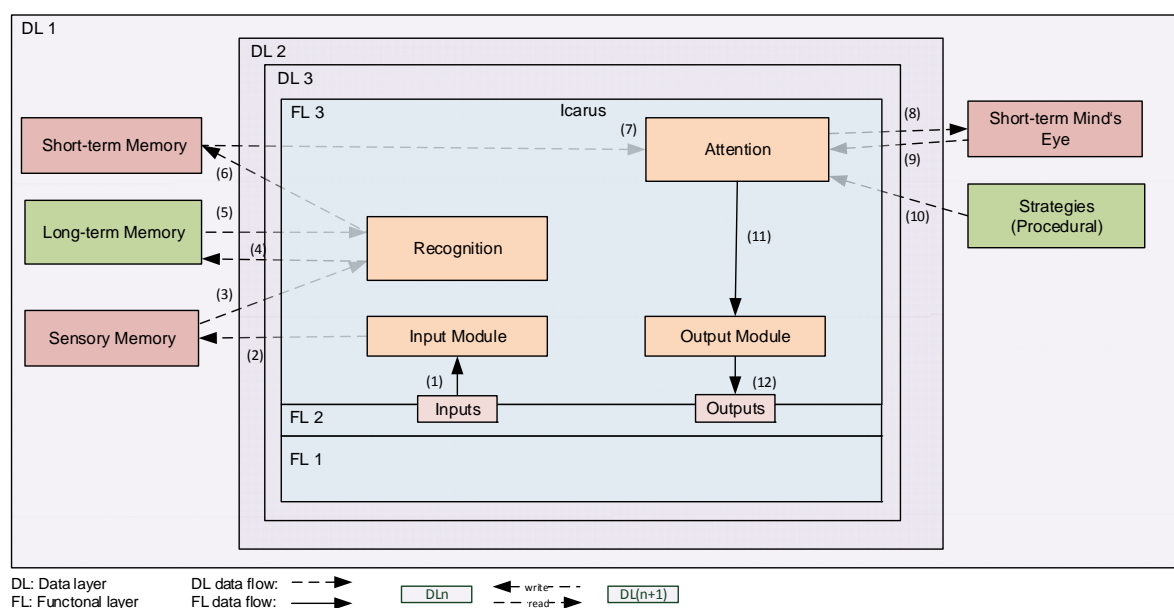 DL 1
DL 2
DL 3
FL 3
Icarus
Short-term Memory
(6)
(7)
Attention
(8)
(9)
Short-term Mind's
Eye
(5)
Long-term Memory
(4)
Recognition
(10)
Strategies
(Procedural)
(11)
(3)
Sensory Memory
(2)
Input Module
Output Module
(1)
(12)
Inputs
Outputs
FL 2
FL 1
DL: Data layer
FL: Functonal layer
DL data flow:
FL data flow:
DLn
write
read
DL(n+1)